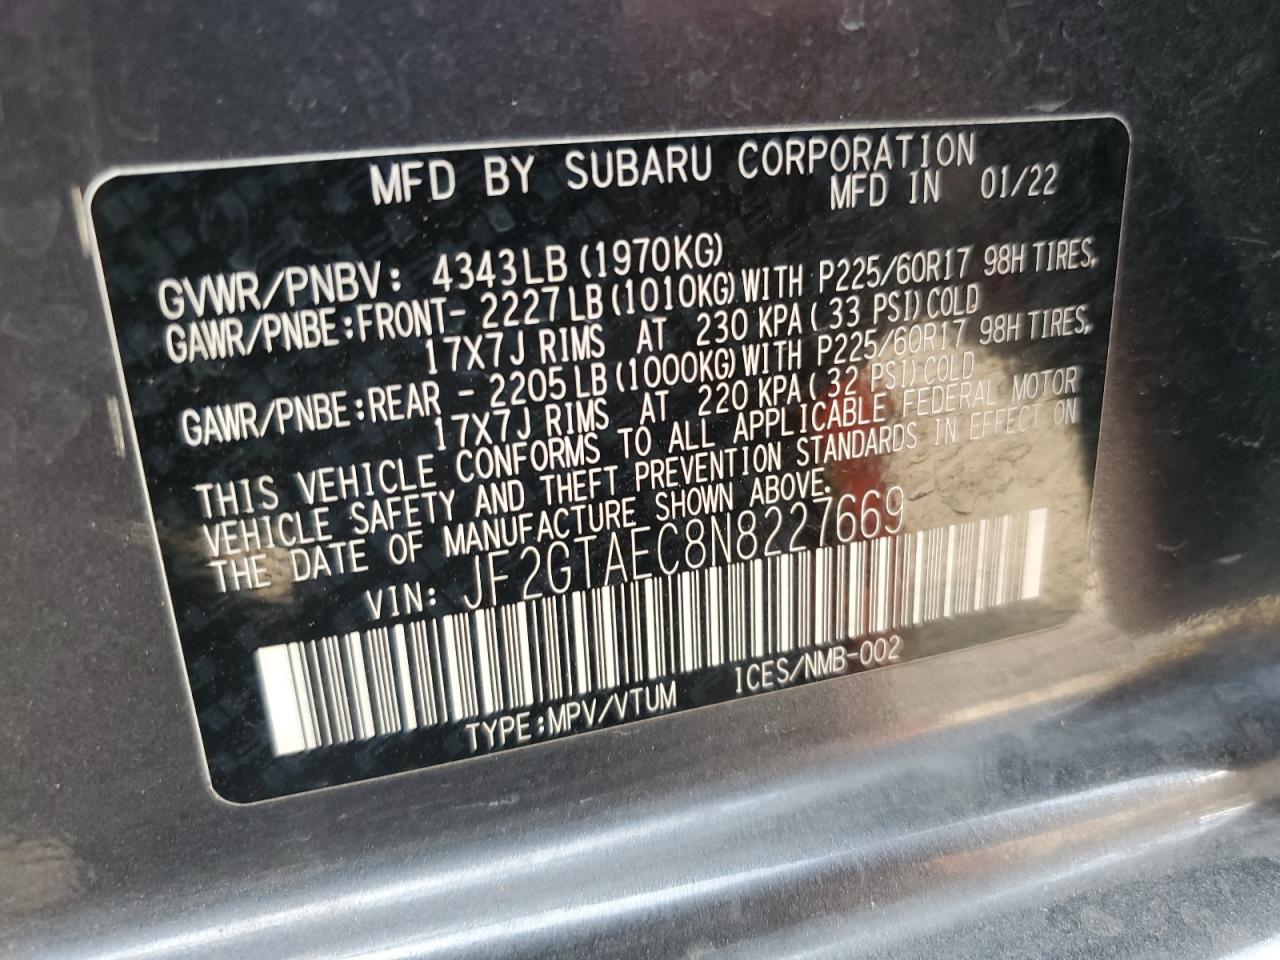 MFD BY SUBARU CORPORATION
MFD IN 01/22
GVWR/PNBV: 4343LB(1970KG)
GAWR/PNBE:FRONT- 2227LB(1010KG)WITH P225/60R17 98H TIRES,
17X7J RIMS AT 230 KPA( 33 PSI)COLD
GAWR/PNBE:REAR - 2205LB(1000KG)WITH P225/60R17 98H TIRES,
17X7J RIMS AT 220 KPA( 32 PSI)COLD
THIS VEHICLE CONFORMS TO ALL APPLICABLE FEDERAL MOTOR
VEHICLE SAFETY AND THEFT PREVENTION STANDARDS IN EFFECT ON
THE DATE OF MANUFACTURE SHOWN ABOVE.
VIN: JF2GTAEC8N8227669
TYPE:MPV/VTUM ICES/NMB-002